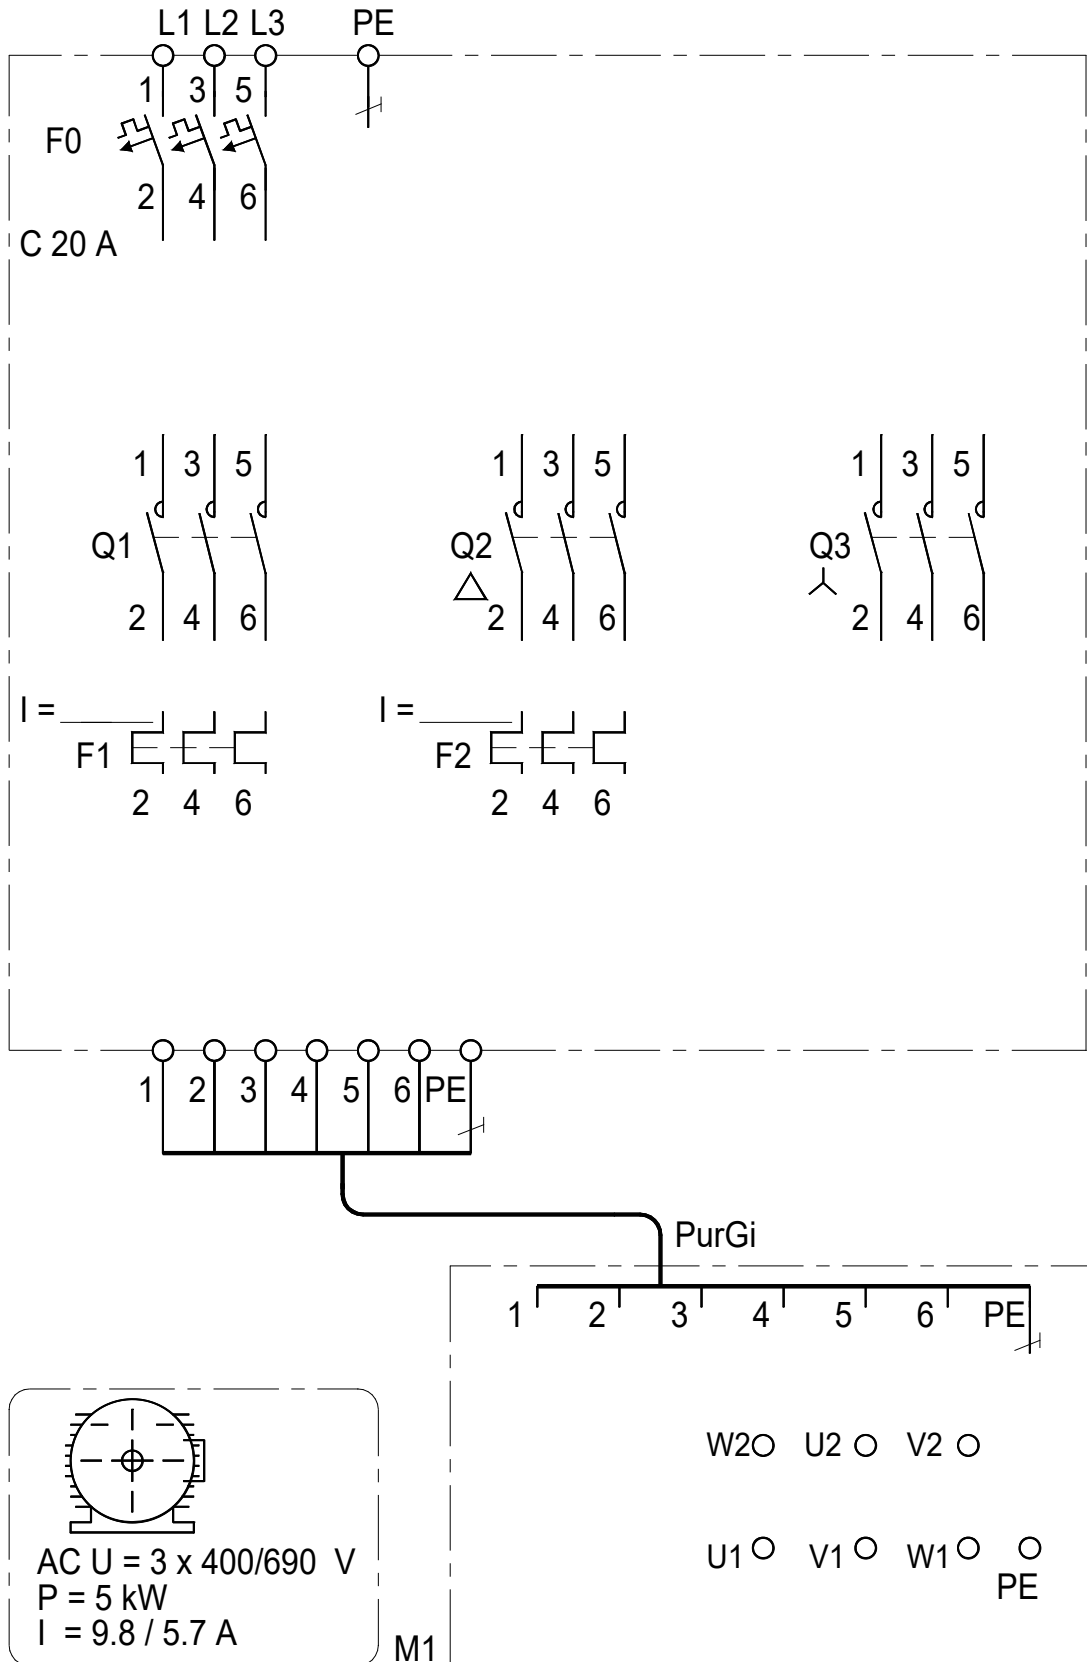 L1 L2 L3 PE
1 3 5
F0
2 4 6
C 20 A
1 3 5 1 3 5 1 3 5
Q1 Q2 Q3
2 4 6 2 4 6 2 4 6
I = ______ I = ______
F1 F2
2 4 6 2 4 6
1 2 3 4 5 6 PE
PurGi
1 2 3 4 5 6 PE
W2 U2 V2
U1 V1 W1
PE
AC U = 3 x 400/690 V
P = 5 kW
I = 9.8 / 5.7 A
M1